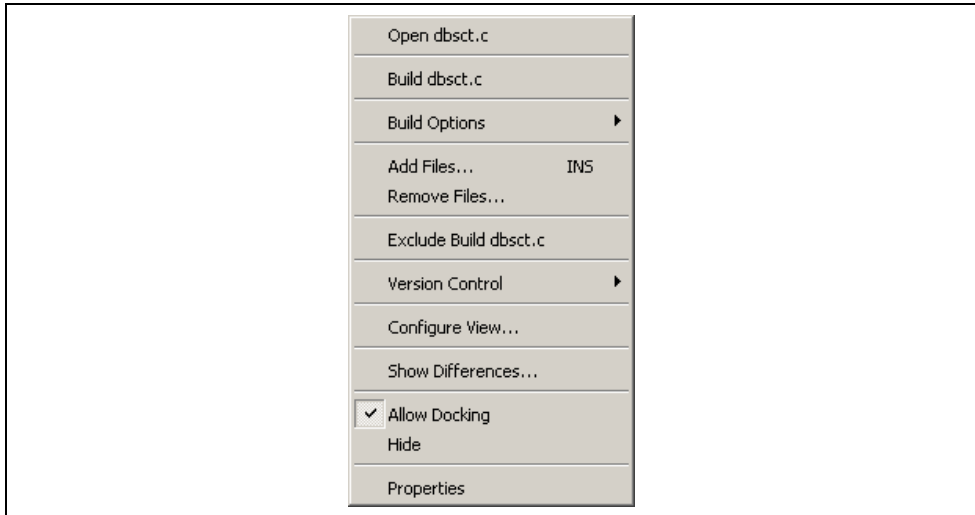 Open dbsct.c
Build dbsct.c
Build Options
Add Files... INS
Remove Files...
Exclude Build dbsct.c
Version Control
Configure View...
Show Differences...
Allow Docking
Hide
Properties